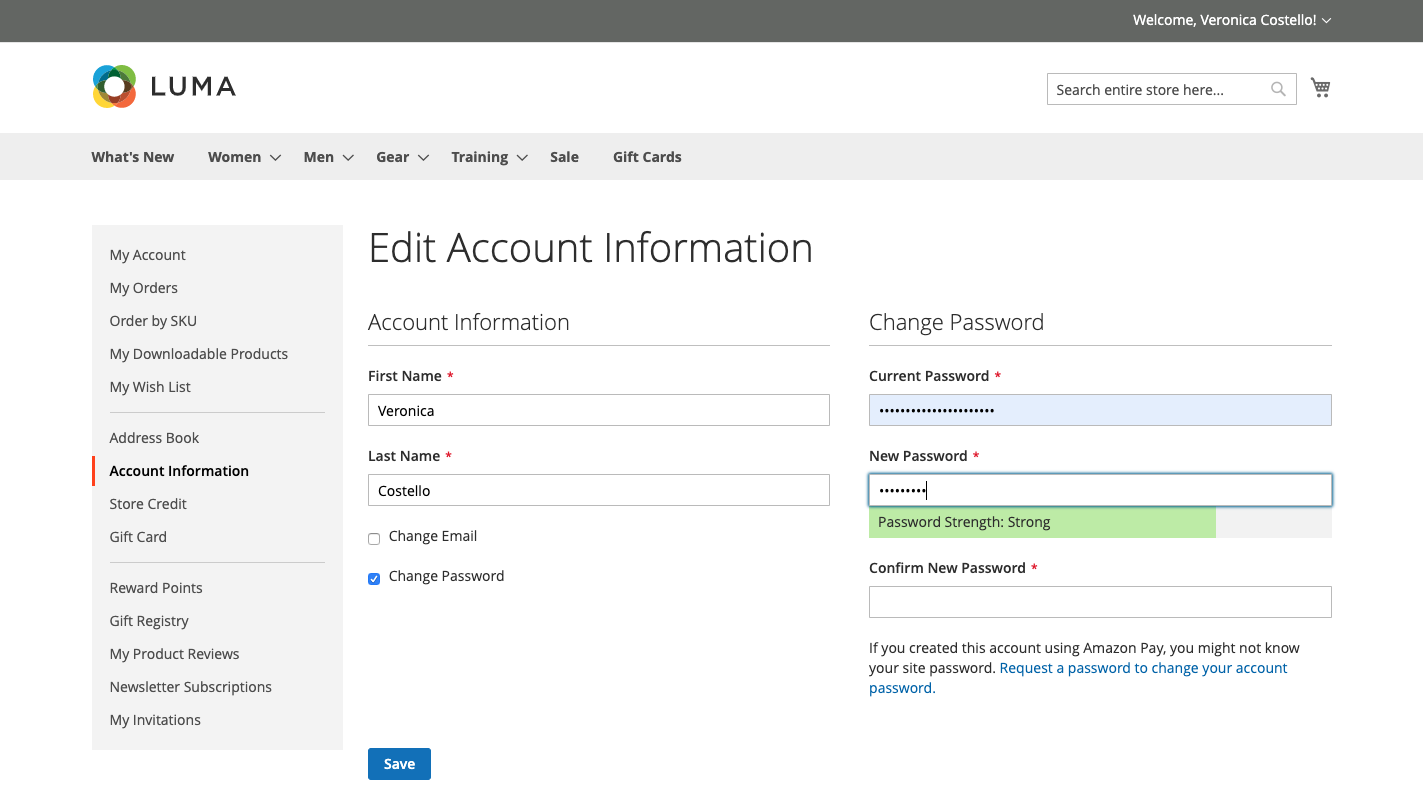 Welcome, Veronica Costello!
LUMA
Search entire store here...
What's New Women Men Gear Training Sale Gift Cards
My Account
My Orders
Order by SKU
My Downloadable Products
My Wish List
Address Book
Account Information
Store Credit
Gift Card
Reward Points
Gift Registry
My Product Reviews
Newsletter Subscriptions
My Invitations
Edit Account Information
Account Information
First Name *
Veronica
Last Name *
Costello
Change Email
Change Password
Change Password
Current Password *
••••••••••••••••••••••
New Password *
•••••••••
Password Strength: Strong
Confirm New Password *
If you created this account using Amazon Pay, you might not know
your site password. Request a password to change your account
password.
Save